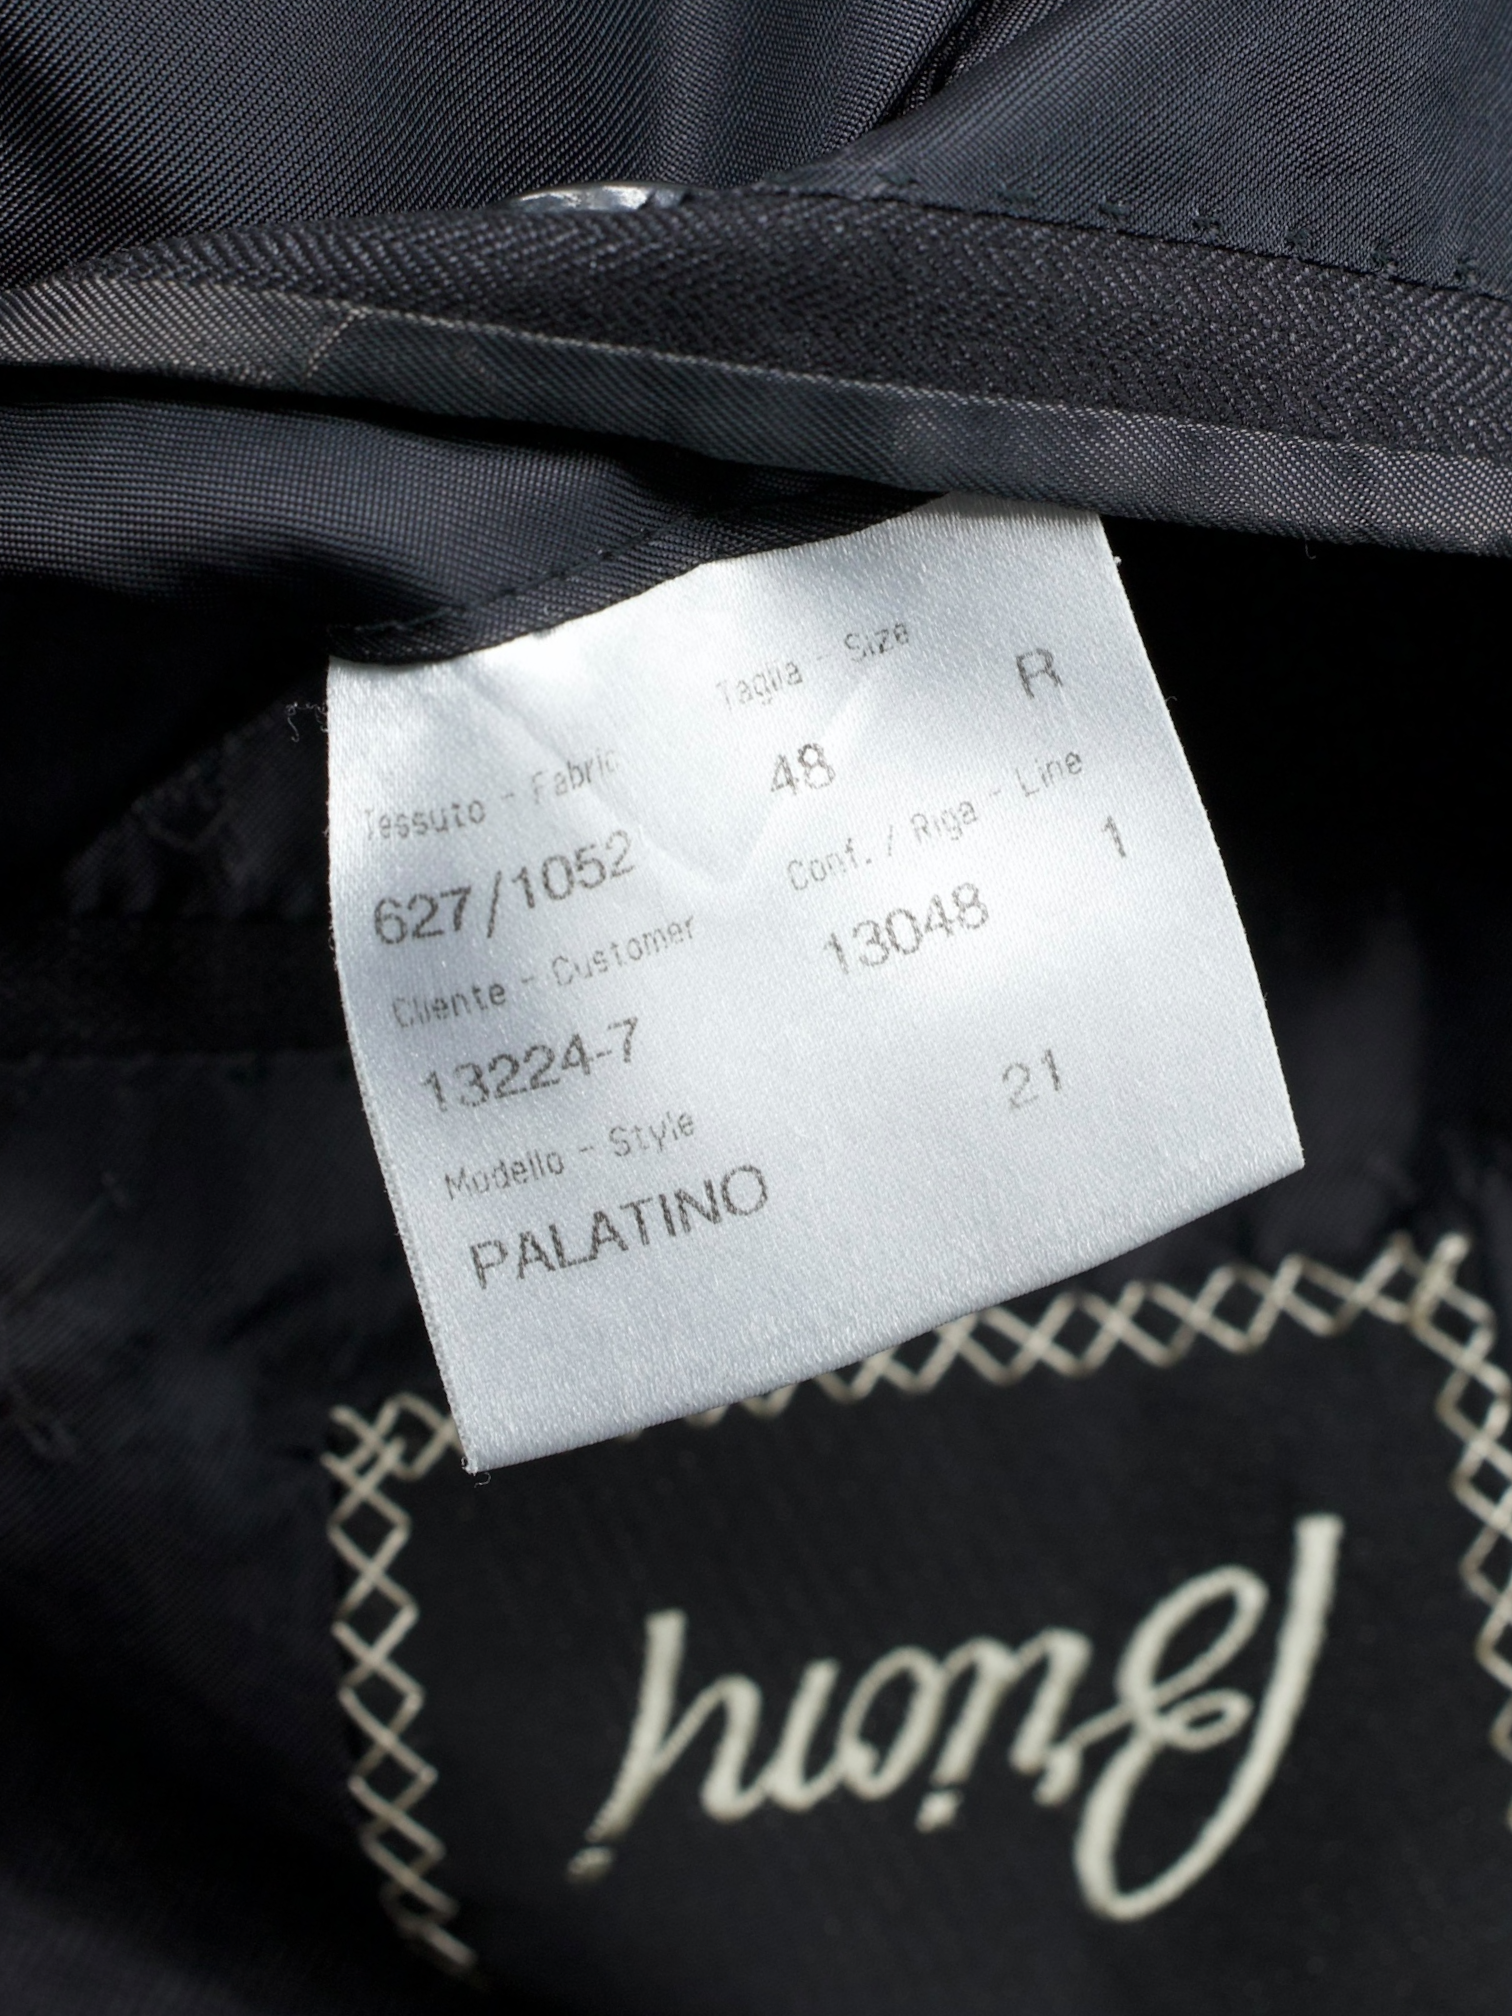 Taglia - Size
48 R
Tessuto - Fabric
627/1052
Conf. / Riga - Line
13048 1
Cliente - Customer
13224-7
21
Modello - Style
PALATINO
Brioni